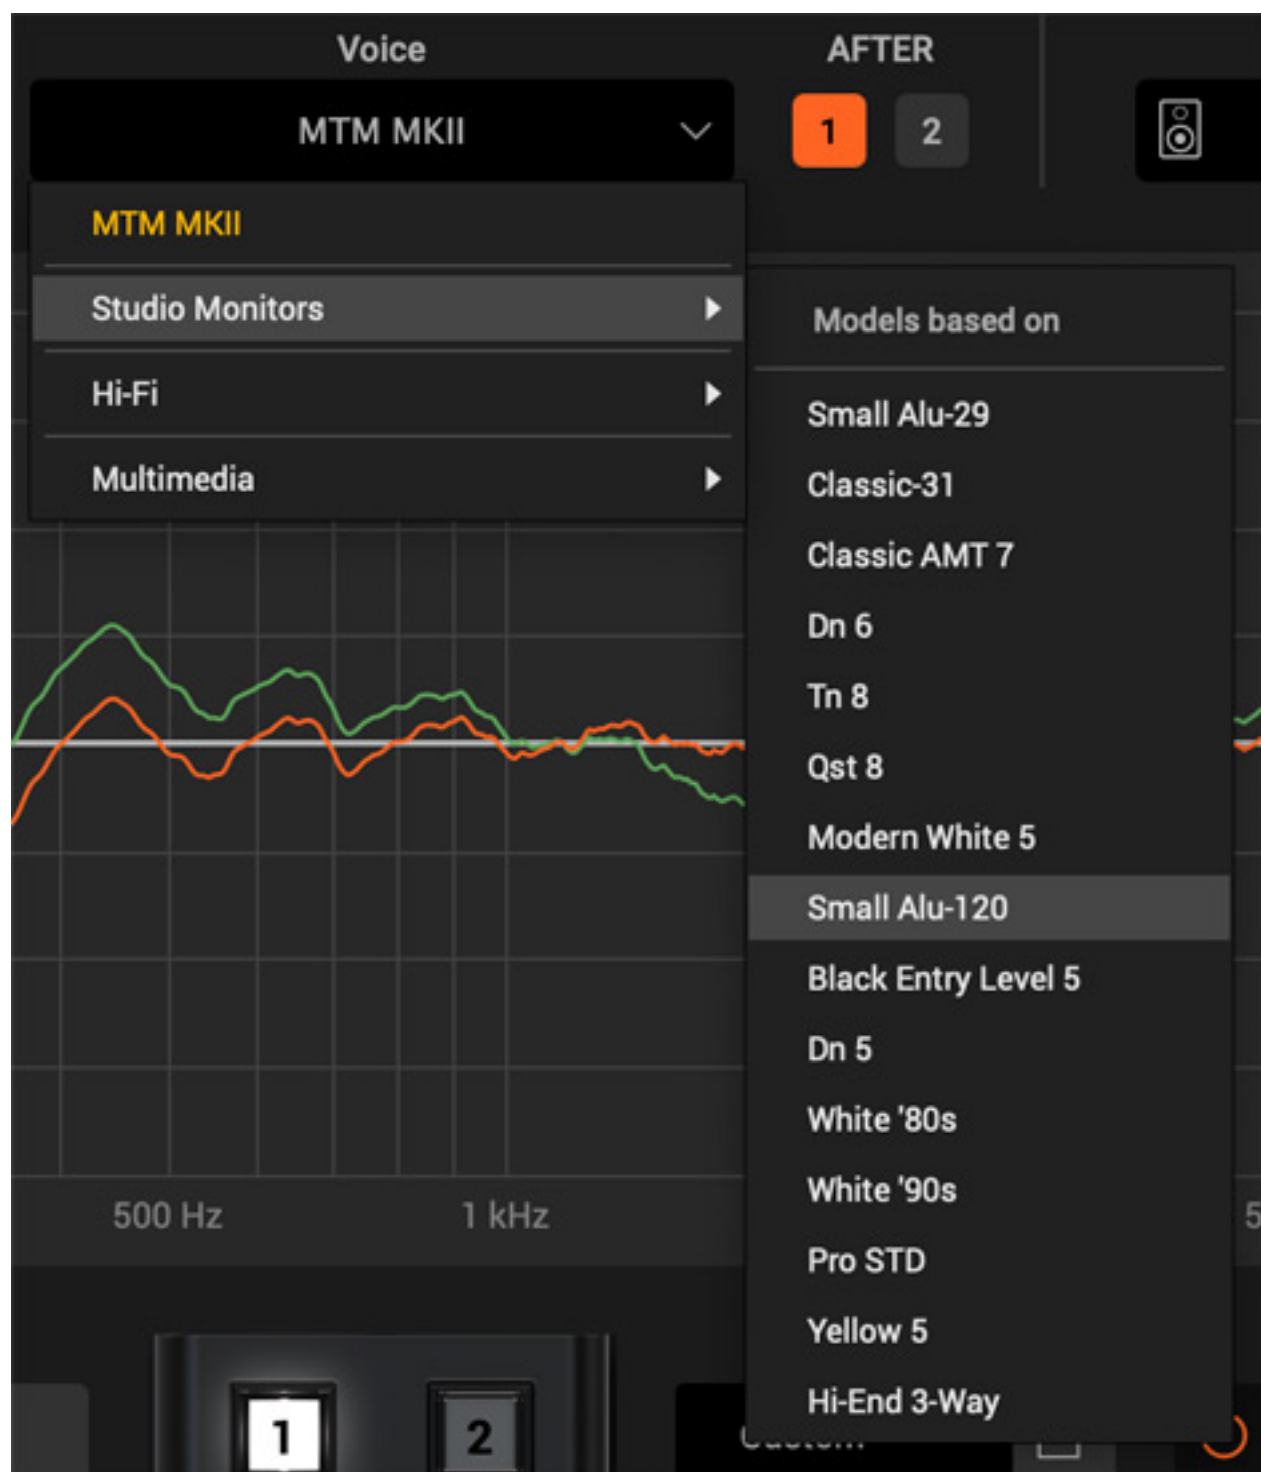 Voice
AFTER
MTM MKII
1
2
MTM MKII
Studio Monitors
Hi-Fi
Multimedia
Models based on
Small Alu-29
Classic-31
Classic AMT 7
Dn 6
Tn 8
Qst 8
Modern White 5
Small Alu-120
Black Entry Level 5
Dn 5
White '80s
White '90s
Pro STD
Yellow 5
Hi-End 3-Way
500 Hz
1 kHz
5
1
2
Custom